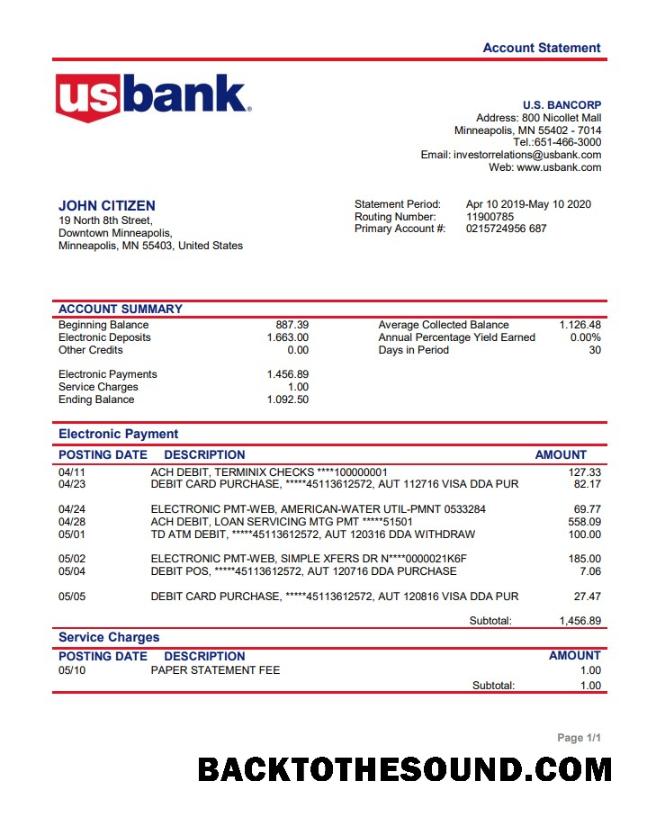 Account Statement
usbank.
U.S. BANCORP
Address: 800 Nicollet Mall
Minneapolis, MN 55402 - 7014
Tel.:651-466-3000
Email: investorrelations@usbank.com
Web: www.usbank.com
JOHN CITIZEN
19 North 8th Street,
Downtown Minneapolis,
Minneapolis, MN 55403, United States
Statement Period: Apr 10 2019-May 10 2020
Routing Number: 11900785
Primary Account #: 0215724956 687
ACCOUNT SUMMARY
Beginning Balance 887.39 Average Collected Balance 1.126.48
Electronic Deposits 1.663.00 Annual Percentage Yield Earned 0.00%
Other Credits 0.00 Days in Period 30
Electronic Payments 1.456.89
Service Charges 1.00
Ending Balance 1.092.50
Electronic Payment
POSTING DATE DESCRIPTION AMOUNT
04/11 ACH DEBIT, TERMINIX CHECKS ****100000001 127.33
04/23 DEBIT CARD PURCHASE, *****45113612572, AUT 112716 VISA DDA PUR 82.17
04/24 ELECTRONIC PMT-WEB, AMERICAN-WATER UTIL-PMNT 0533284 69.77
04/28 ACH DEBIT, LOAN SERVICING MTG PMT *****51501 558.09
05/01 TD ATM DEBIT, *****45113612572, AUT 120316 DDA WITHDRAW 100.00
05/02 ELECTRONIC PMT-WEB, SIMPLE XFERS DR N****0000021K6F 185.00
05/04 DEBIT POS, *****45113612572, AUT 120716 DDA PURCHASE 7.06
05/05 DEBIT CARD PURCHASE, *****45113612572, AUT 120816 VISA DDA PUR 27.47
Subtotal: 1,456.89
Service Charges
POSTING DATE DESCRIPTION AMOUNT
05/10 PAPER STATEMENT FEE 1.00
Subtotal: 1.00
Page 1/1
BACKTOTHESOUND.COM